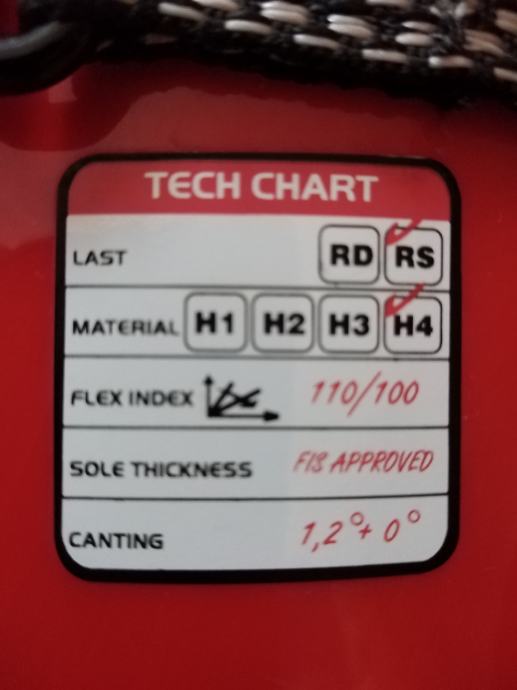 TECH CHART
LAST RD RS
MATERIAL H1 H2 H3 H4
FLEX INDEX 110/100
SOLE THICKNESS FIS APPROVED
CANTING 1,2°+ 0°